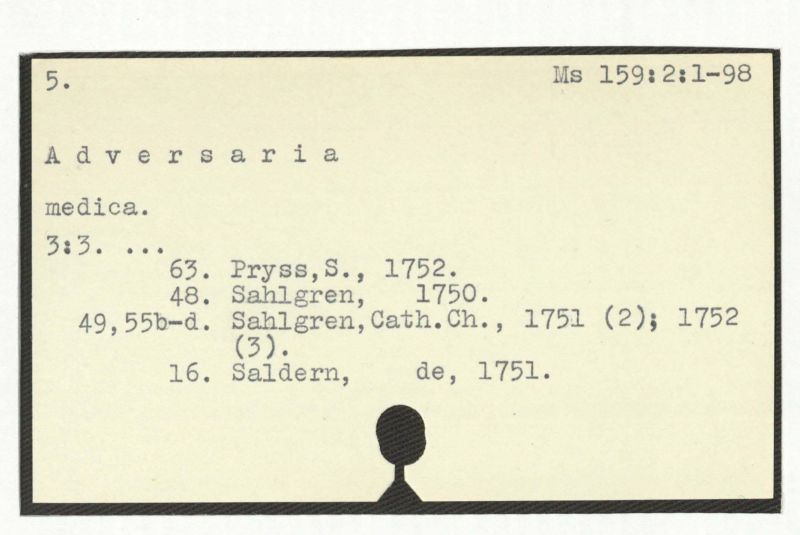 5. Ms 159:2:1-98
A d v e r s a r i a
medica.
3:3. ...
63. Pryss,S., 1752.
48. Sahlgren, 1750.
49,55b-d. Sahlgren,Cath.Ch., 1751 (2); 1752
(3).
16. Saldern, de, 1751.